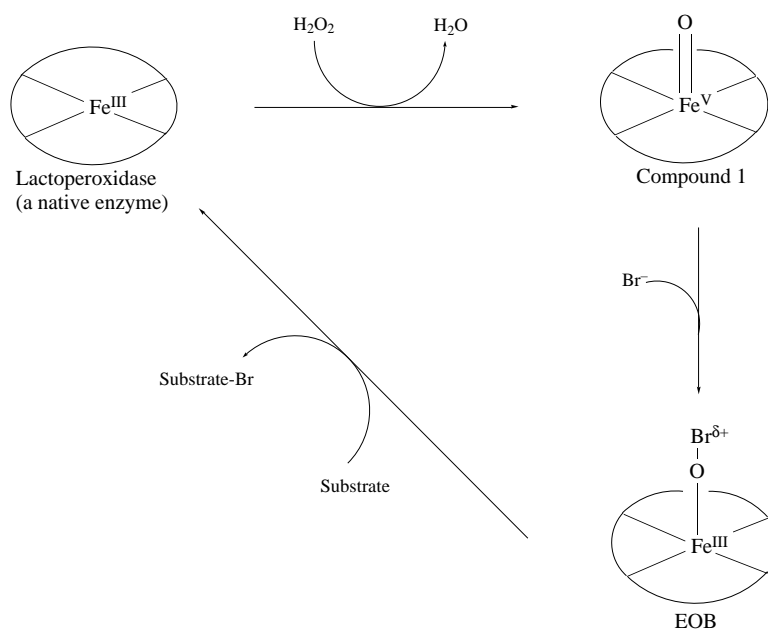 H₂O₂
H₂O
O
Feᴵᴵᴵ
Feⱽ
Lactoperoxidase
(a native enzyme)
Compound 1
Br⁻
Substrate-Br
Substrate
Brᵟ⁺
O
Feᴵᴵᴵ
EOB